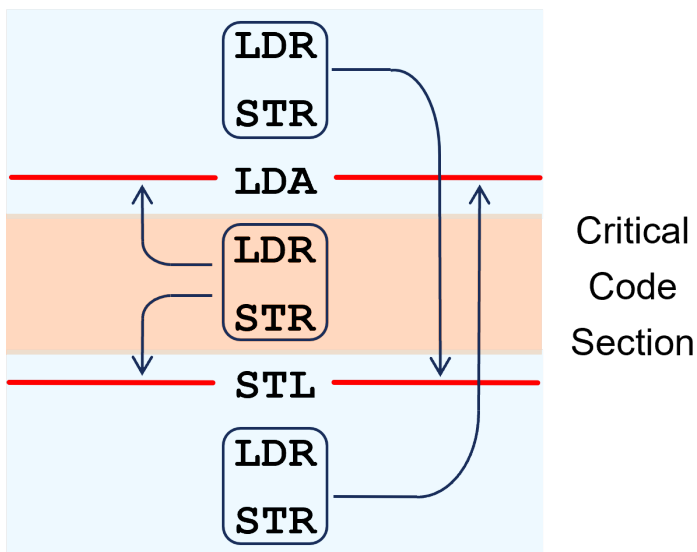 LDR
STR
LDA
LDR
STR
Critical
Code
Section
STL
LDR
STR